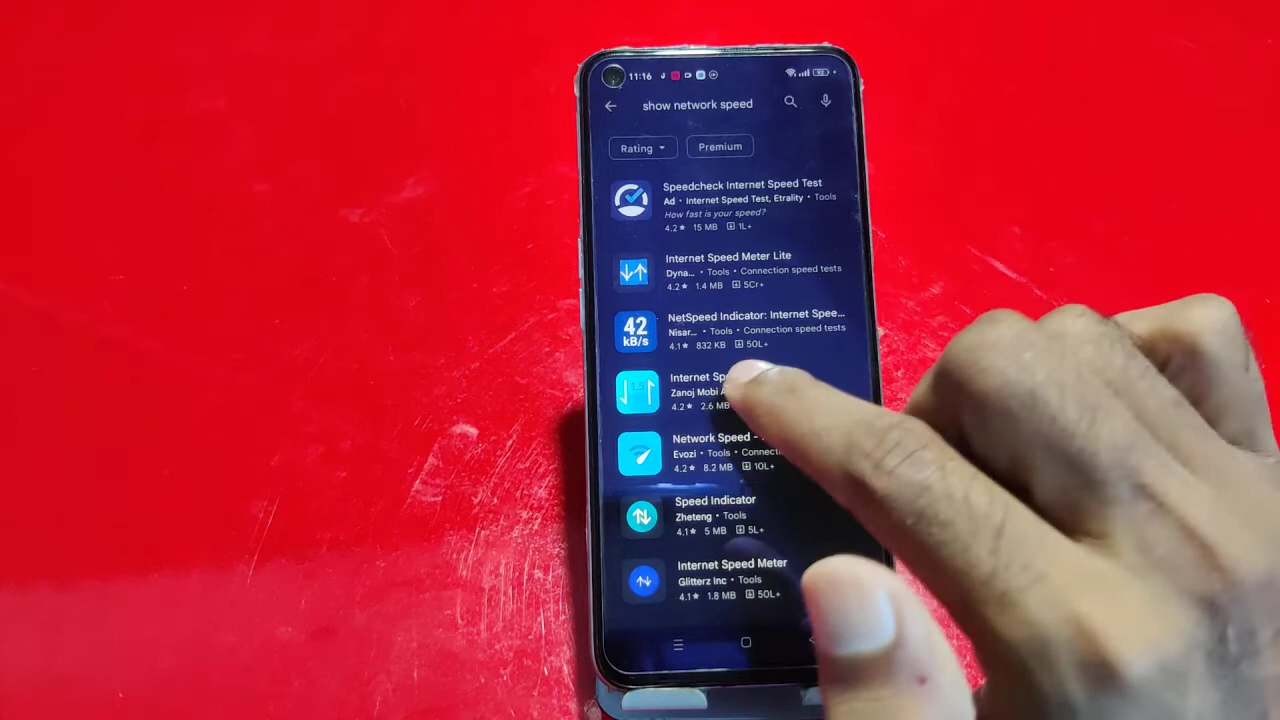 11:16
92
show network speed
Rating
Premium
Speedcheck Internet Speed Test
Ad • Internet Speed Test, Etrality • Tools
How fast is your speed?
4.2★ 15 MB 1L+
Internet Speed Meter Lite
Dyna... • Tools • Connection speed tests
4.2★ 1.4 MB 5Cr+
42
kB/s
NetSpeed Indicator: Internet Spee...
Nisar... • Tools • Connection speed tests
4.1★ 832 KB 50L+
1.5
Internet
Zanoj Mobi
4.2★ 2.6 MB
Network Speed -
Evozi • Tools •
4.2★ 8.2 MB 10L+
Speed Indicator
Zheteng • Tools
4.1★ 5 MB 5L+
Internet Speed Meter
Glitterz Inc • Tools
4.1★ 1.8 MB 50L+